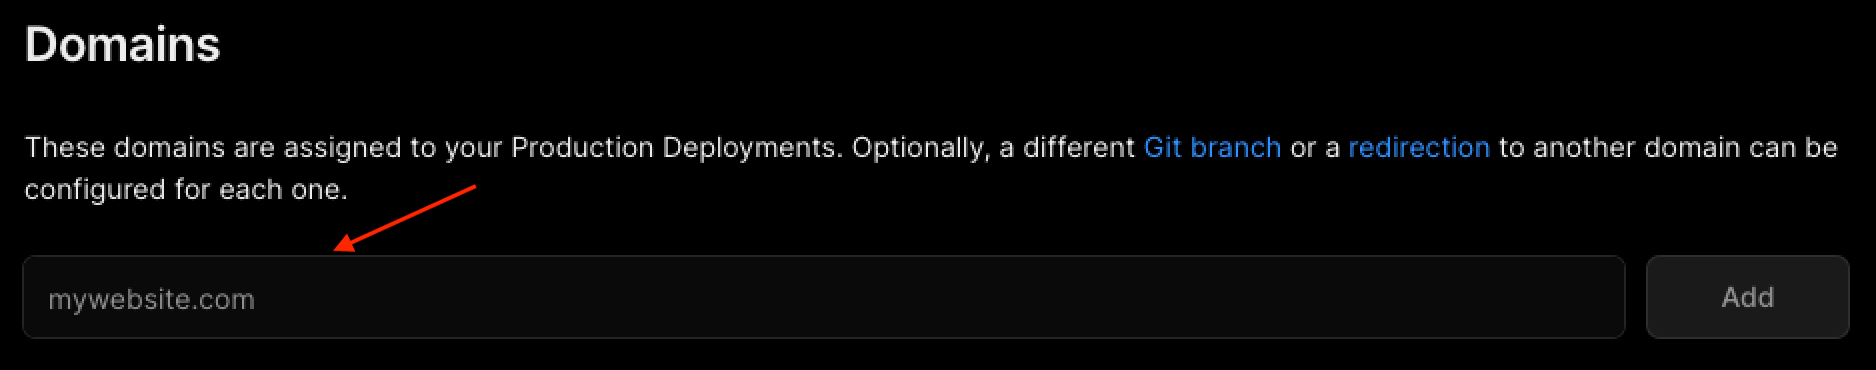 Domains
These domains are assigned to your Production Deployments. Optionally, a different Git branch or a redirection to another domain can be
configured for each one.
mywebsite.com
Add